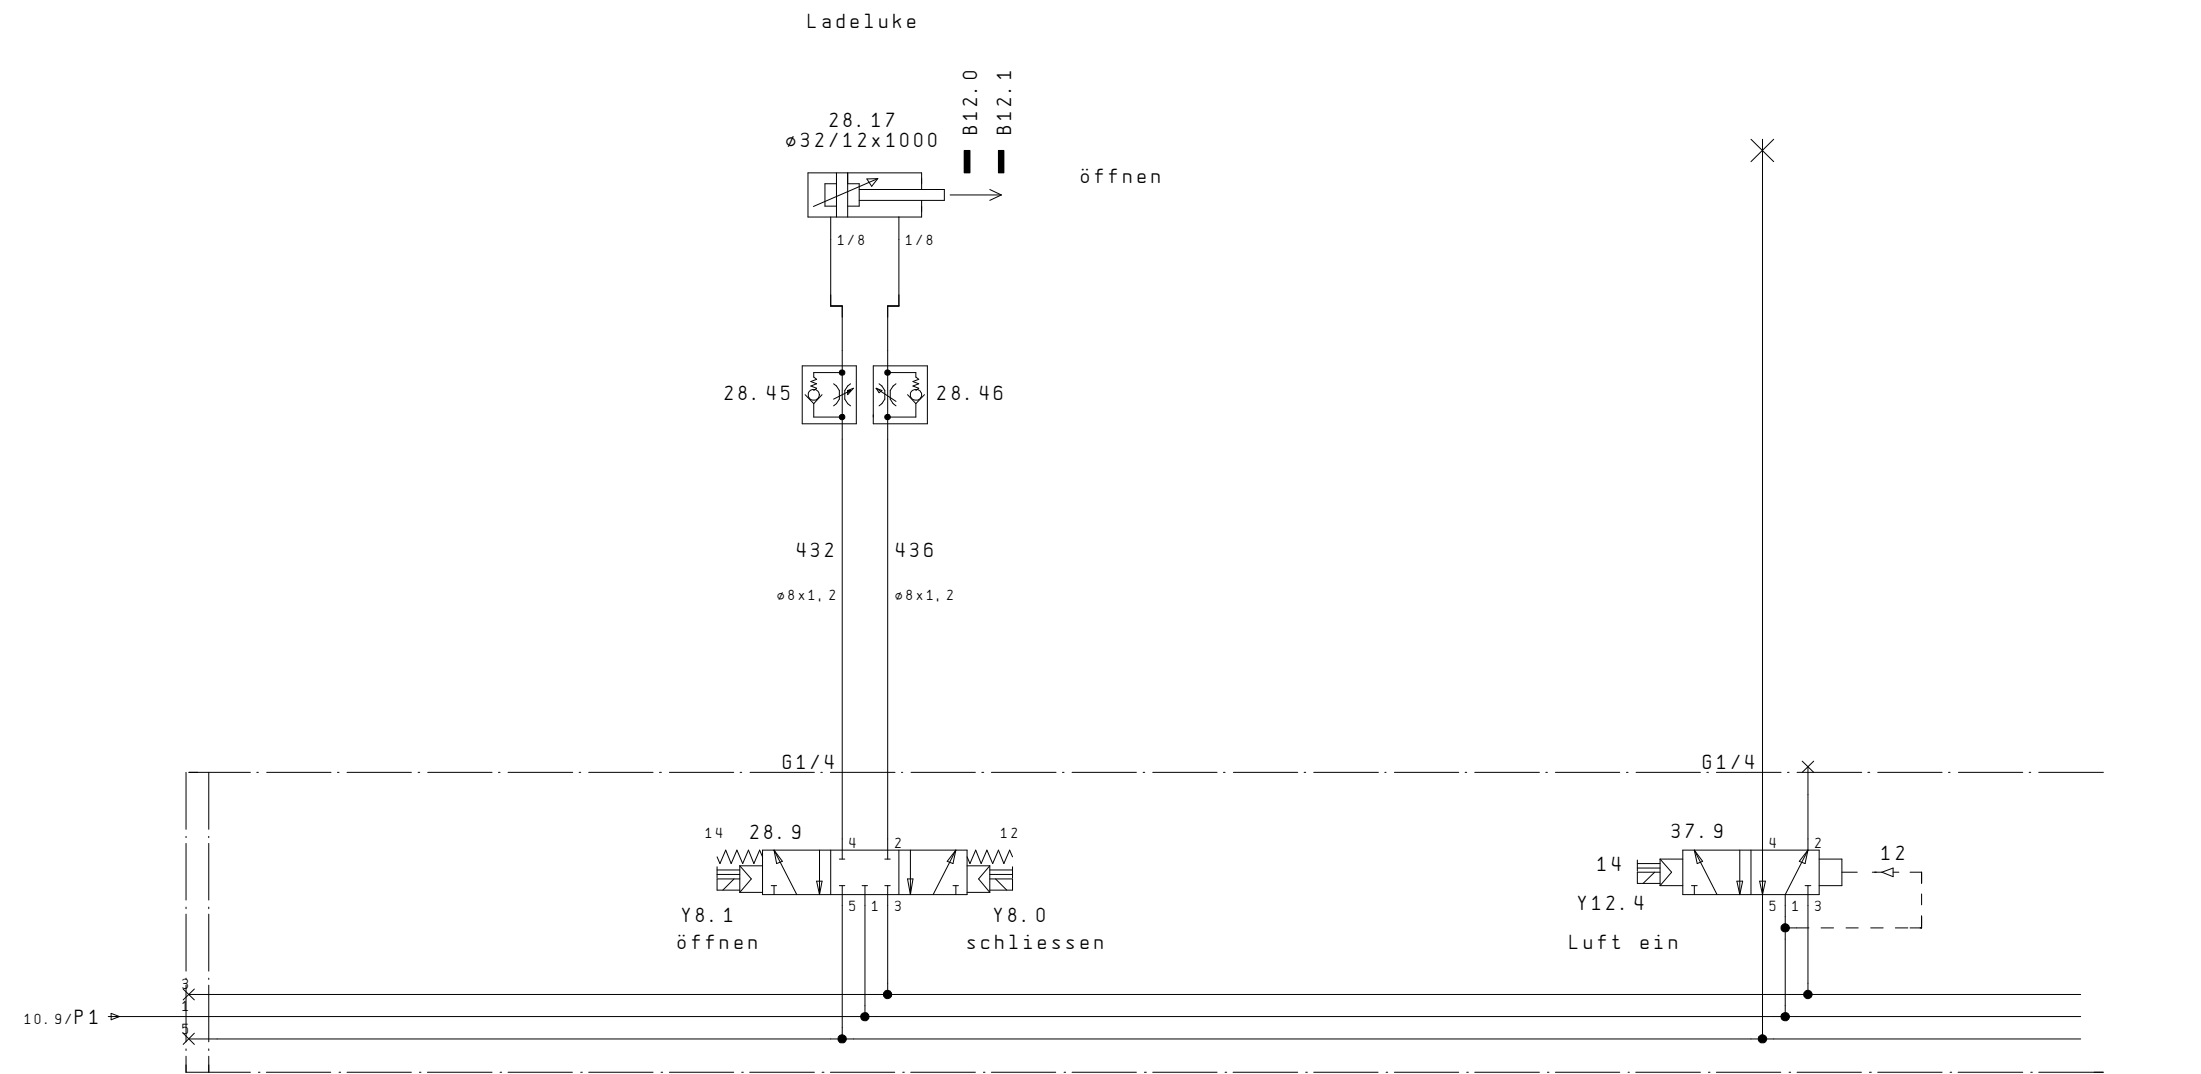 Ladeluke
B12.0
B12.1
28.17
ø32/12x1000
öffnen
1/8
1/8
28.45
28.46
432
436
ø8x1,2
ø8x1,2
G1/4
G1/4
14
28.9
4
2
12
37.9
4
2
14
12
5
1
3
5
1
3
Y8.1
Y8.0
Y12.4
öffnen
schliessen
Luft ein
3
1
10.9/P1
5